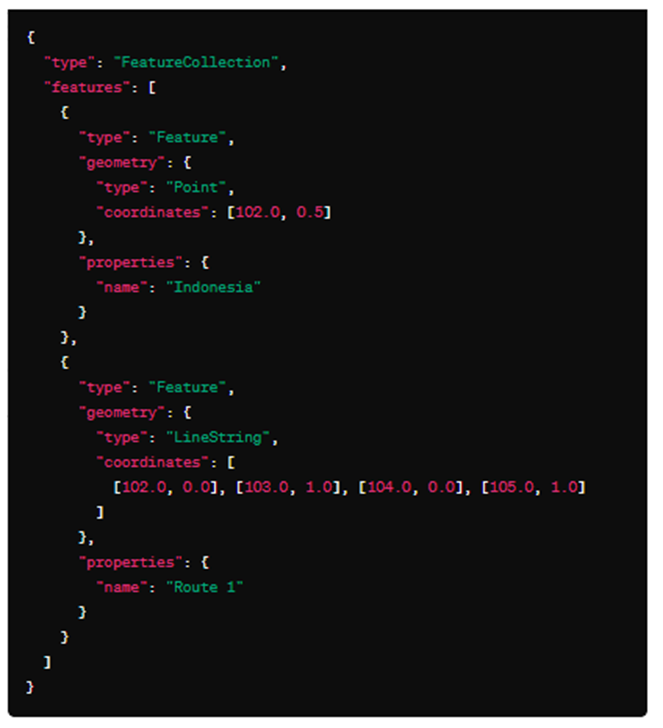 {
  "type": "FeatureCollection",
  "features": [
    {
      "type": "Feature",
      "geometry": {
        "type": "Point",
        "coordinates": [102.0, 0.5]
      },
      "properties": {
        "name": "Indonesia"
      }
    },
    {
      "type": "Feature",
      "geometry": {
        "type": "LineString",
        "coordinates": [
          [102.0, 0.0], [103.0, 1.0], [104.0, 0.0], [105.0, 1.0]
        ]
      },
      "properties": {
        "name": "Route 1"
      }
    }
  ]
}